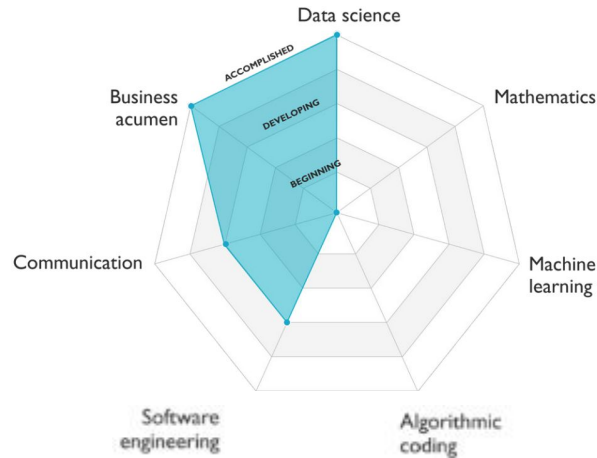 Data science
ACCOMPLISHED
Business
acumen
Mathematics
DEVELOPING
BEGINNING
Communication
Machine
learning
Software
engineering
Algorithmic
coding